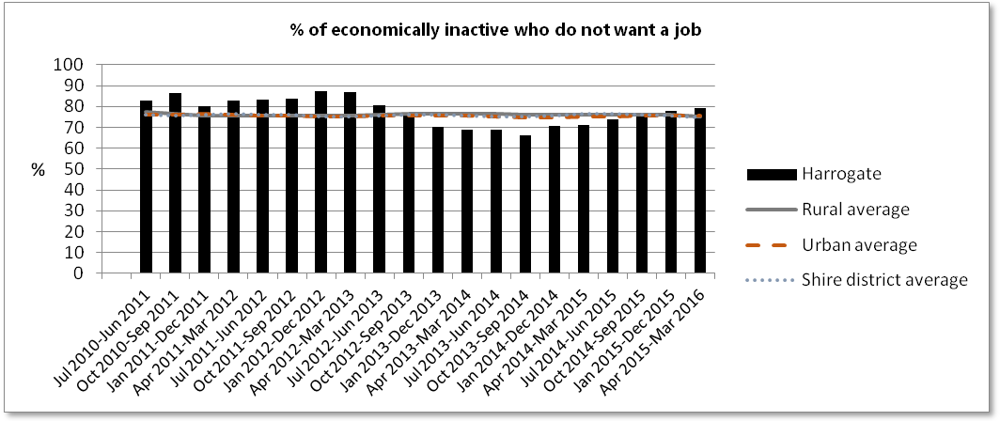 % of economically inactive who do not want a job
100
90
80
70
60
50
40
30
20
10
0
%
Jul 2010-Jun 2011
Oct 2010-Sep 2011
Jan 2011-Dec 2011
Apr 2011-Mar 2012
Jul 2011-Jun 2012
Oct 2011-Sep 2012
Jan 2012-Dec 2012
Apr 2012-Mar 2013
Jul 2012-Jun 2013
Oct 2012-Sep 2013
Jan 2013-Dec 2013
Apr 2013-Mar 2014
Jul 2013-Jun 2014
Oct 2013-Sep 2014
Jan 2014-Dec 2014
Apr 2014-Mar 2015
Jul 2014-Jun 2015
Oct 2014-Sep 2015
Jan 2015-Dec 2015
Apr 2015-Mar 2016
Harrogate
Rural average
Urban average
Shire district average